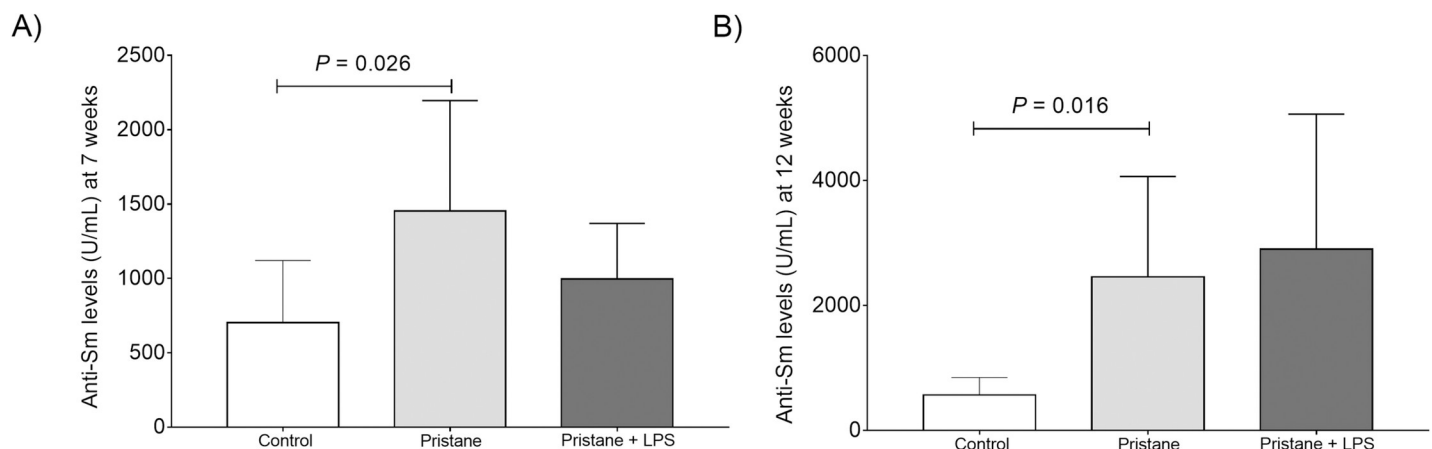 A)
Anti-Sm levels (U/mL) at 7 weeks
2500
2000
1500
1000
500
0
P = 0.026
Control
Pristane
Pristane + LPS
B)
Anti-Sm levels (U/mL) at 12 weeks
6000
4000
2000
0
P = 0.016
Control
Pristane
Pristane + LPS